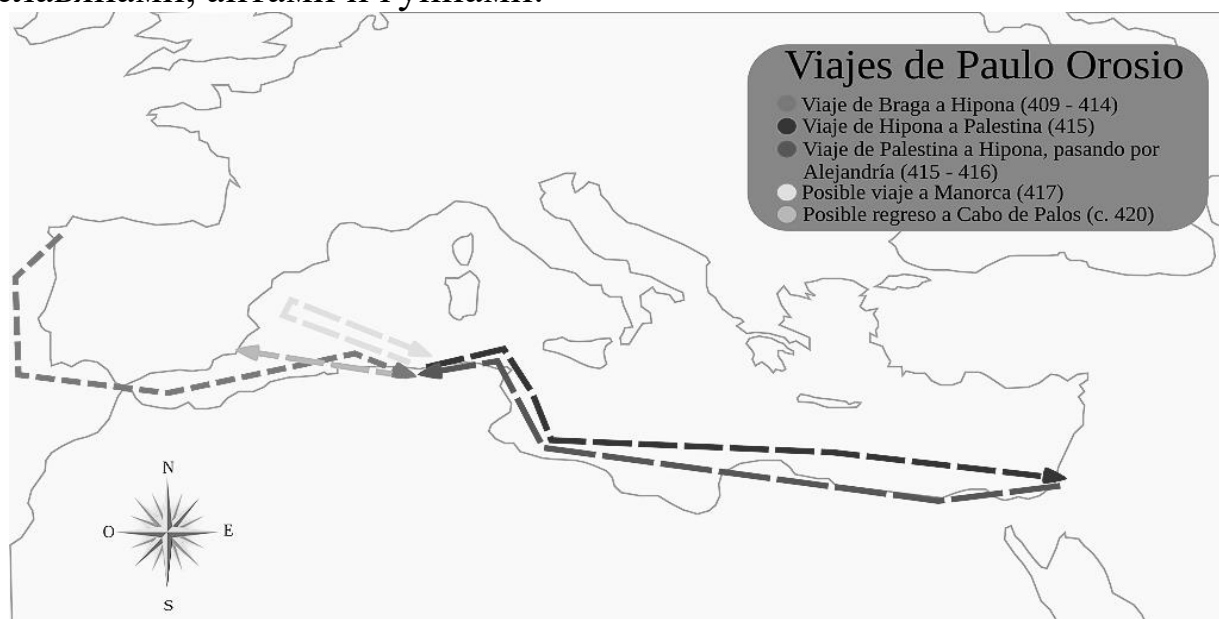 Viajes de Paulo Orosio
Viaje de Braga a Hipona (409 - 414)
Viaje de Hipona a Palestina (415)
Viaje de Palestina a Hipona, pasando por
Alejandría (415 - 416)
Posible viaje a Manorca (417)
Posible regreso a Cabo de Palos (c. 420)
N
O
E
S